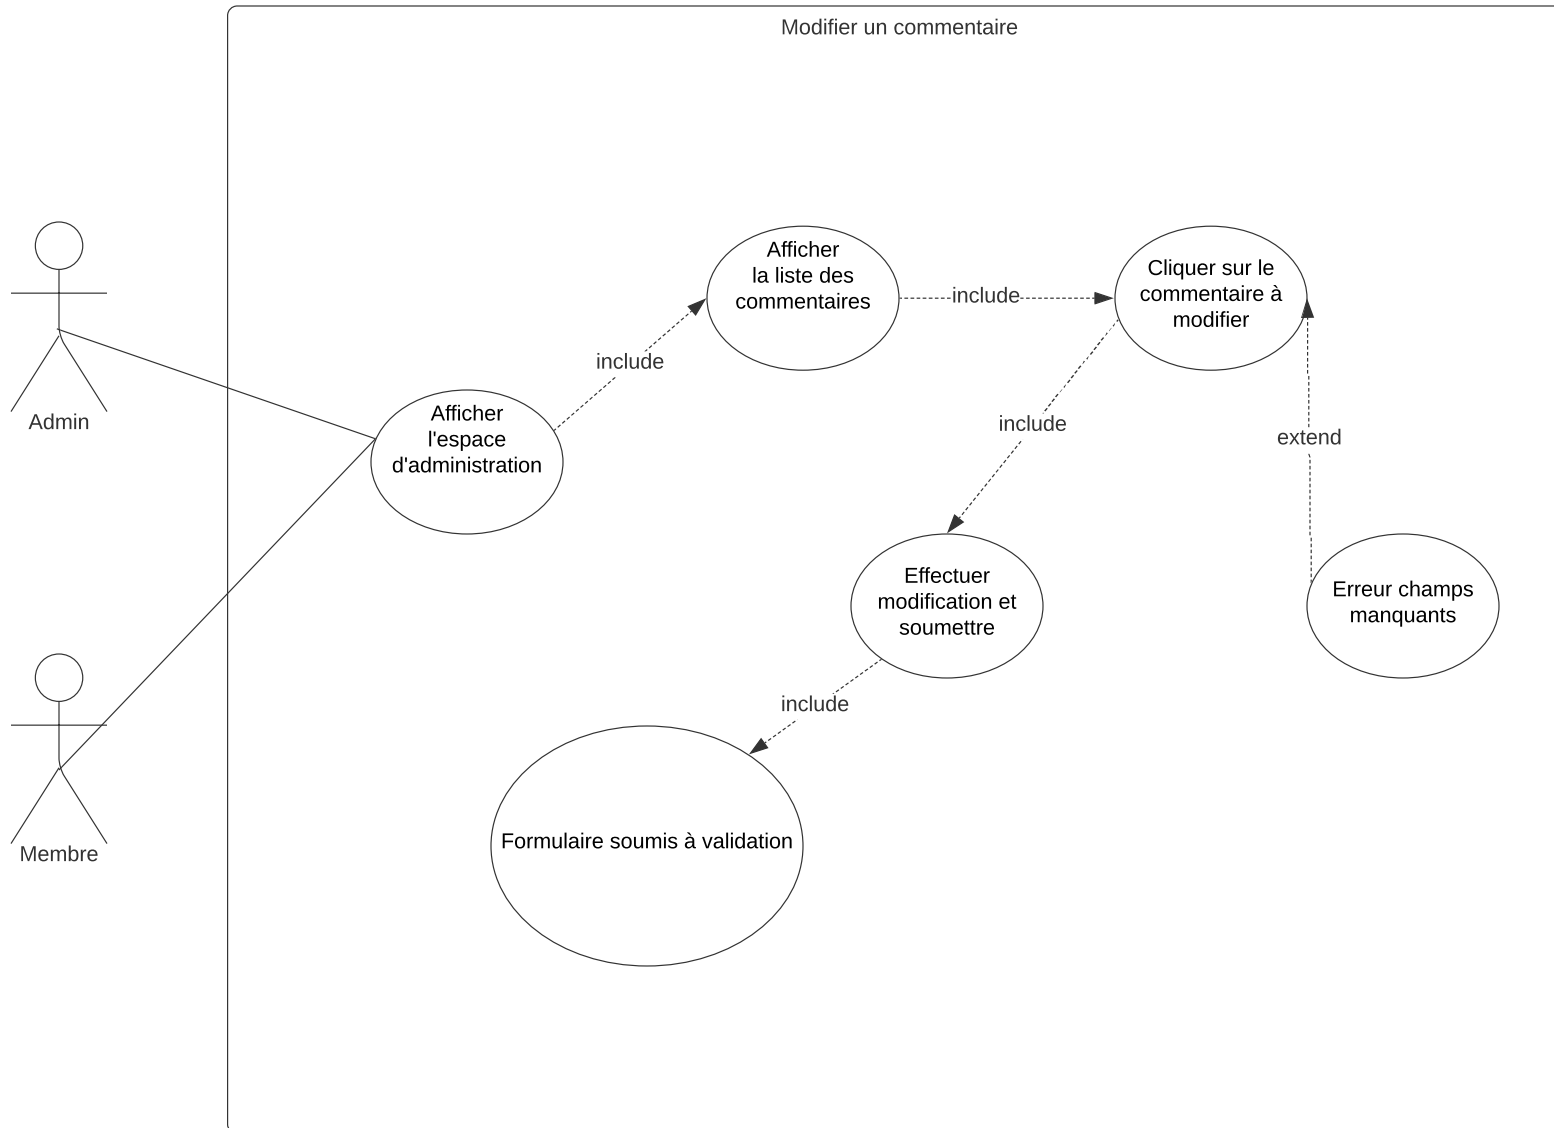 Modifier un commentaire
Afficher
la liste des
commentaires
include
Cliquer sur le
commentaire à
modifier
include
Admin
Afficher
l'espace
d'administration
include
extend
Effectuer
modification et
soumettre
Erreur champs
manquants
include
Formulaire soumis à validation
Membre